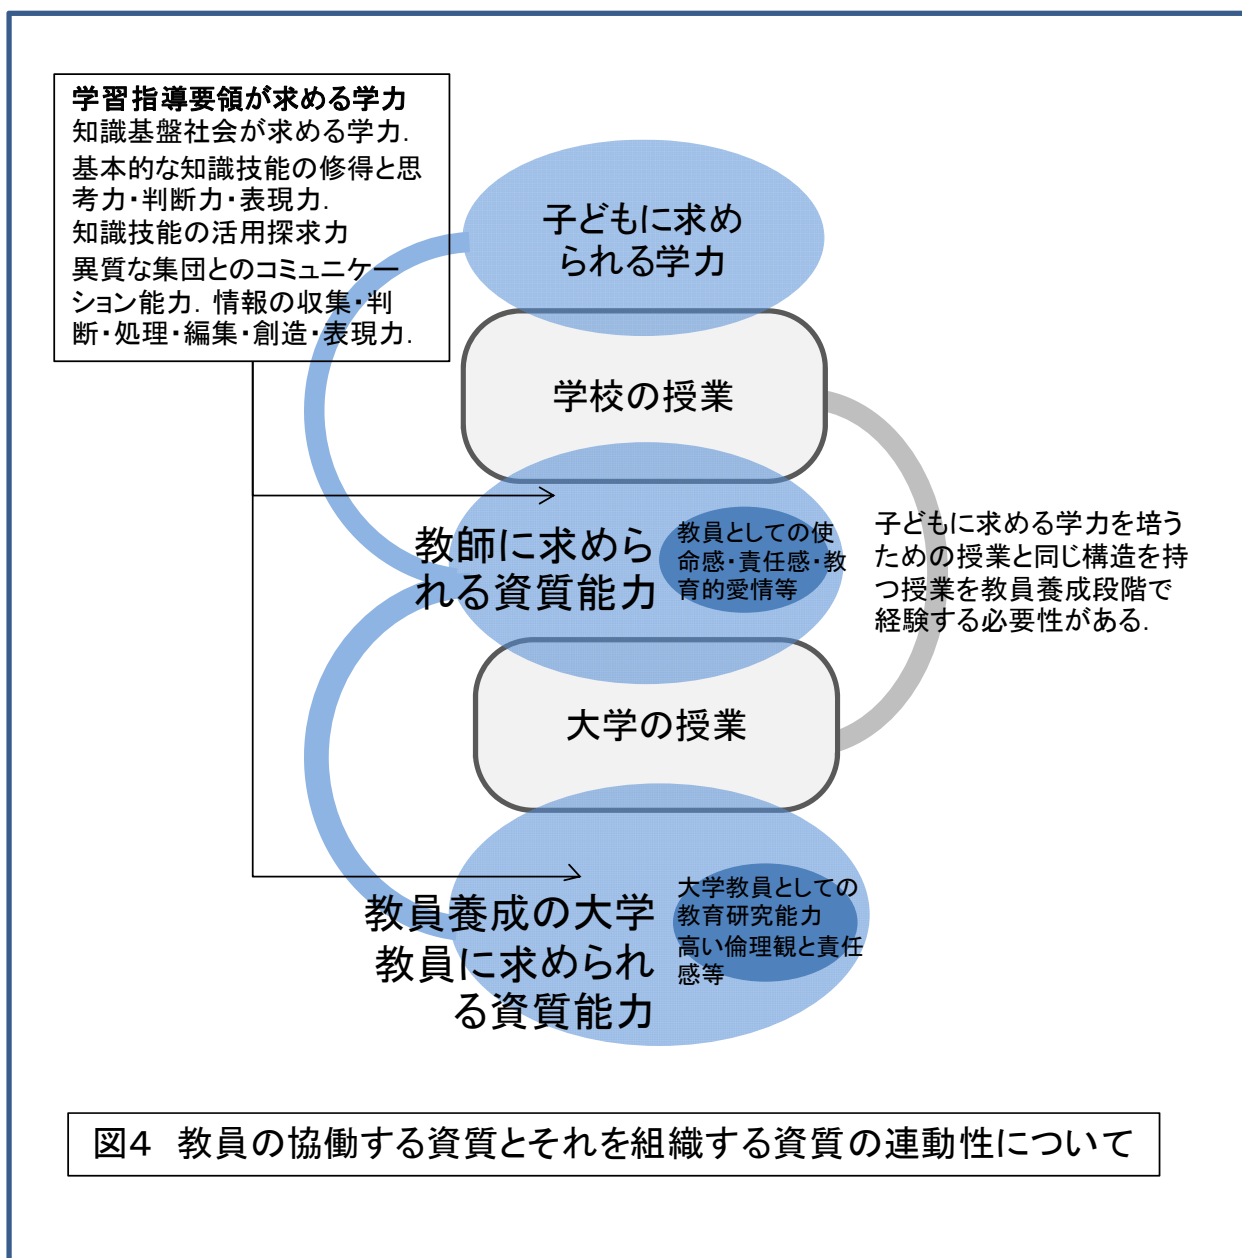 学習指導要領が求める学力
知識基盤社会が求める学力.
基本的な知識技能の修得と思
考力・判断力・表現力.
知識技能の活用探求力
異質な集団とのコミュニケー
ション能力. 情報の収集・判
断・処理・編集・創造・表現力.
子どもに求め
られる学力
学校の授業
教師に求めら
れる資質能力
教員としての使
命感・責任感・教
育的愛情等
子どもに求める学力を培う
ための授業と同じ構造を持
つ授業を教員養成段階で
経験する必要性がある.
大学の授業
教員養成の大学
教員に求められ
る資質能力
大学教員としての
教育研究能力
高い倫理観と責任
感等
図4 教員の協働する資質とそれを組織する資質の連動性について